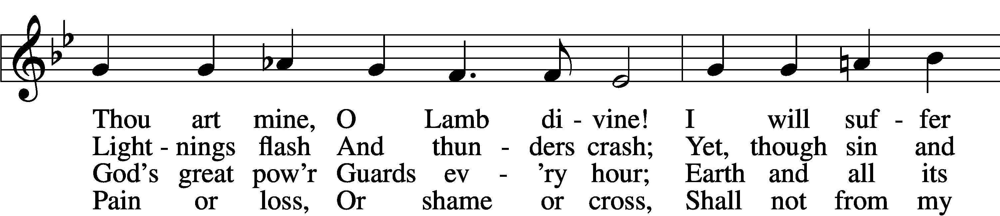 Thou art mine, O Lamb di - vine! I will suf - fer
Light - nings flash And thun - ders crash; Yet, though sin and
God's great pow'r Guards ev - 'ry hour; Earth and all its
Pain or loss, Or shame or cross, Shall not from my